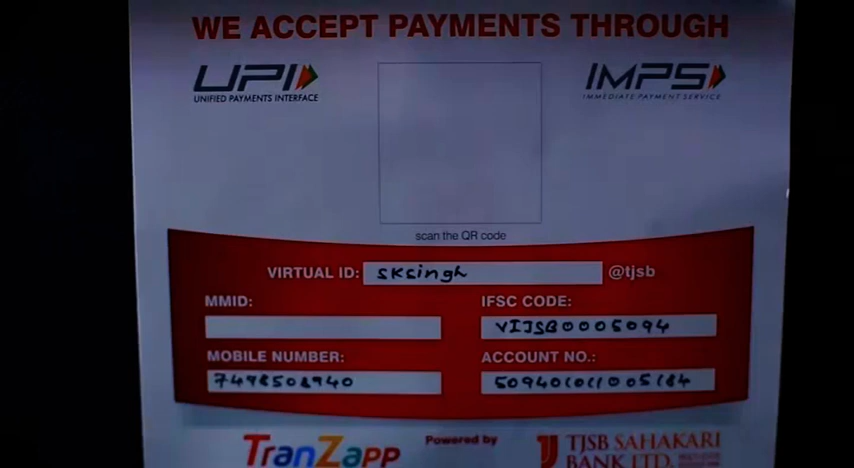 WE ACCEPT PAYMENTS THROUGH
UPI
UNIFIED PAYMENTS INTERFACE
IMPS
IMMEDIATE PAYMENT SERVICE
scan the QR code
VIRTUAL ID: sksingh @tjsb
MMID:
IFSC CODE:
VIJSB0005094
MOBILE NUMBER:
ACCOUNT NO.:
TranZapp
Powered by
TJSB SAHAKARI
BANK LTD.